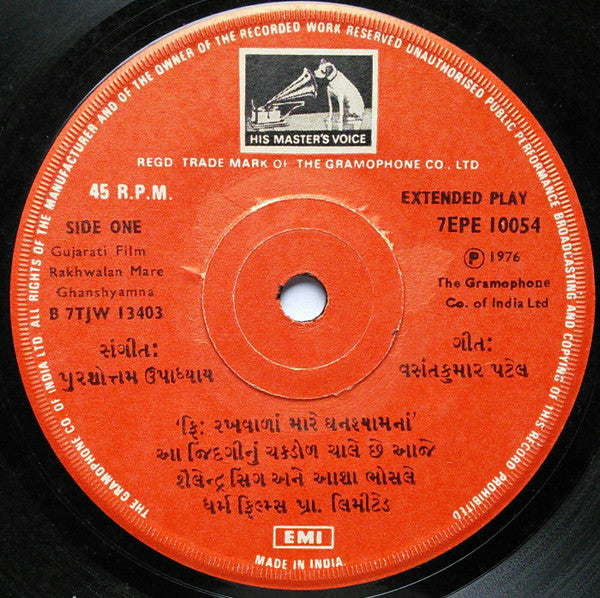 THE GRAMOPHONE CO OF INDIA LTD. ALL RIGHTS OF THE MANUFACTURER AND OF THE OWNER OF THE RECORDED WORK RESERVED UNAUTHORISED PUBLIC PERFORMANCE BROADCASTING AND COPYING OF THIS RECORD PROHIBITED
HIS MASTER'S VOICE
REGD. TRADE MARK OF THE GRAMOPHONE CO., LTD
45 R.P.M.
EXTENDED PLAY
7EPE 10054
SIDE ONE
Gujarati Film
Rakhwalan Mare
Ghanshyamna
B 7TJW 13403
Ⓟ 1976
The Gramophone
Co. of India Ltd
સંગીત:
પુરશોત્તમ ઉપાધ્યાય
ગીત:
વસંતકુમાર પટેલ
'ફિ: રખવાળાં મારે ઘનશ્યામનાં'
આ જિંદગીનું ચકડોળ ચાલે છે આજે
શૈલેન્દ્ર સિંગ અને આશા ભોસલે
ધર્મ ફિલ્મ્સ પ્રા. લિમીટેડ
EMI
MADE IN INDIA.